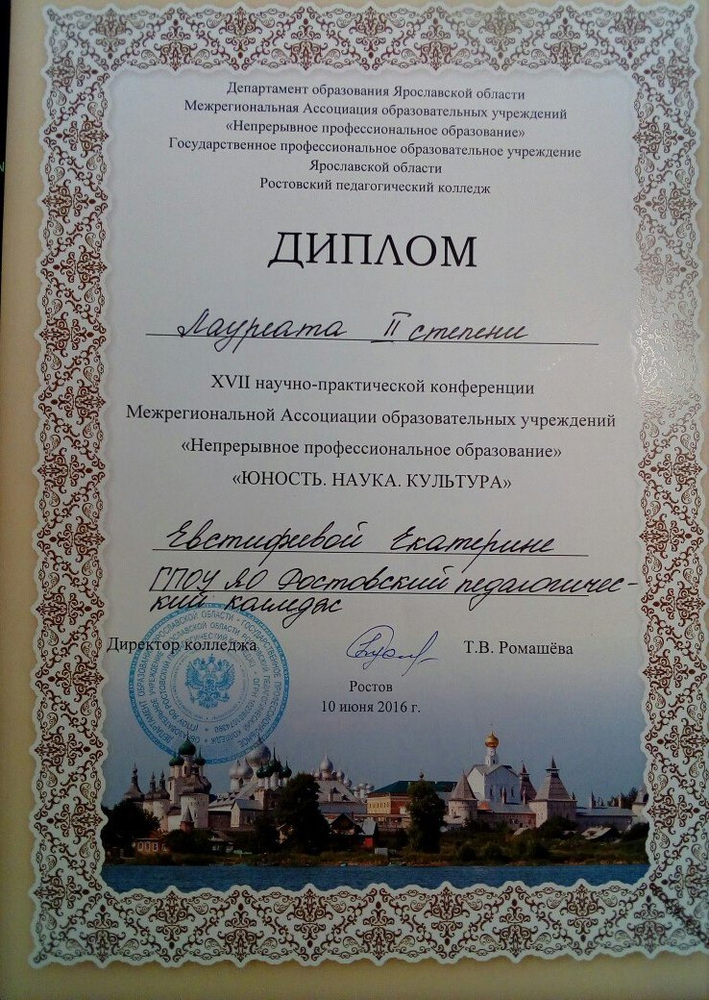 Департамент образования Ярославской области
Межрегиональная Ассоциация образовательных учреждений
«Непрерывное профессиональное образование»
Государственное профессиональное образовательное учреждение
Ярославской области
Ростовский педагогический колледж
ДИПЛОМ
Лауреата II степени
XVII научно-практической конференции
Межрегиональной Ассоциации образовательных учреждений
«Непрерывное профессиональное образование»
«ЮНОСТЬ. НАУКА. КУЛЬТУРА»
Евстифеевой Екатерине
ГПОУ ЯО Ростовский педагогичес-
кий колледж
Директор колледжа Т.В. Ромашёва
Ростов
10 июня 2016 г.